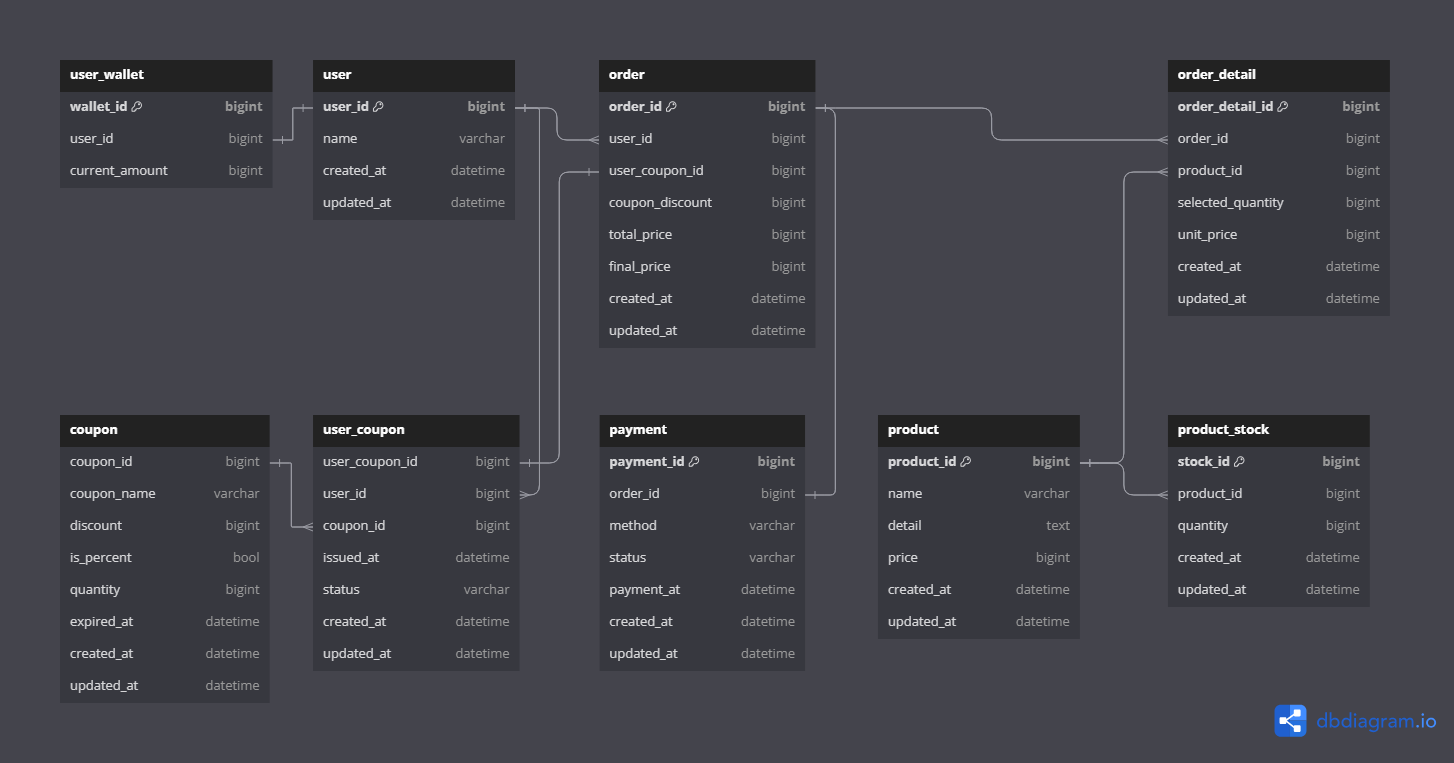 user_wallet
wallet_id bigint
user_id bigint
current_amount bigint
user
user_id bigint
name varchar
created_at datetime
updated_at datetime
order
order_id bigint
user_id bigint
user_coupon_id bigint
coupon_discount bigint
total_price bigint
final_price bigint
created_at datetime
updated_at datetime
order_detail
order_detail_id bigint
order_id bigint
product_id bigint
selected_quantity bigint
unit_price bigint
created_at datetime
updated_at datetime
coupon
coupon_id bigint
coupon_name varchar
discount bigint
is_percent bool
quantity bigint
expired_at datetime
created_at datetime
updated_at datetime
user_coupon
user_coupon_id bigint
user_id bigint
coupon_id bigint
issued_at datetime
status varchar
created_at datetime
updated_at datetime
payment
payment_id bigint
order_id bigint
method varchar
status varchar
payment_at datetime
created_at datetime
updated_at datetime
product
product_id bigint
name varchar
detail text
price bigint
created_at datetime
updated_at datetime
product_stock
stock_id bigint
product_id bigint
quantity bigint
created_at datetime
updated_at datetime
dbdiagram.io